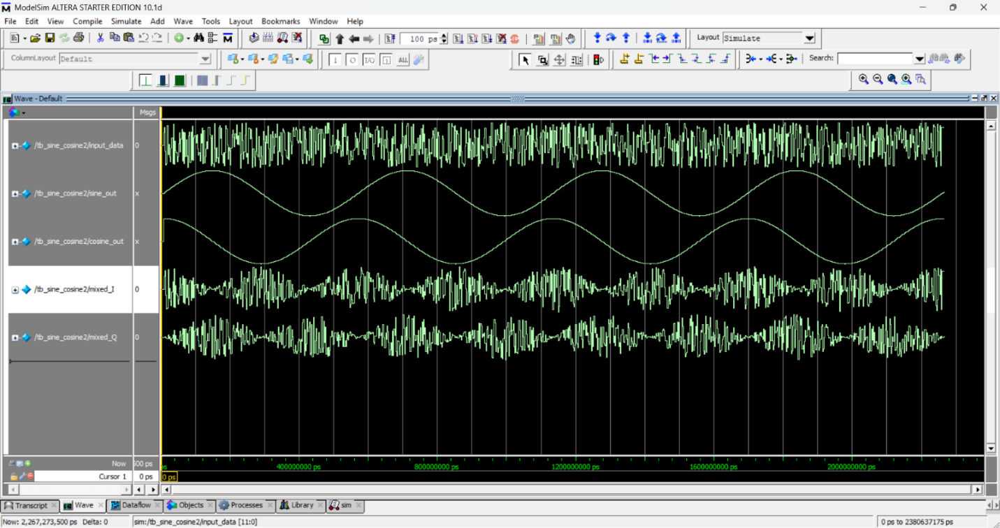 ModelSim ALTERA STARTER EDITION 10.1d
File Edit View Compile Simulate Add Wave Tools Layout Bookmarks Window Help
100 ps Layout Simulate
ColumnLayout Default ALL Search:
Wave - Default
Msgs
/tb_sine_cosine2/input_data 0
/tb_sine_cosine2/sine_out x
/tb_sine_cosine2/cosine_out x
/tb_sine_cosine2/mixed_I 0
/tb_sine_cosine2/mixed_Q 0
Now 500 ps ps 400000000 ps 800000000 ps 1200000000 ps 1600000000 ps 2000000000 ps
Cursor 1 0 ps 0 ps
Transcript Wave Dataflow Objects Processes Library sim
Now: 2,267,273,500 ps Delta: 0 sim:/tb_sine_cosine2/input_data [11:0] 0 ps to 2380637175 ps